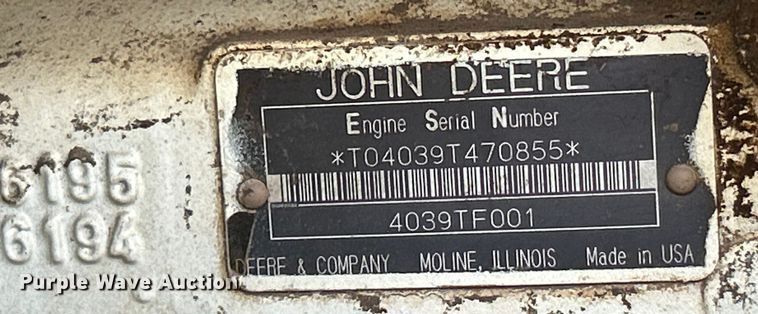 JOHN DEERE
Engine Serial Number
*T04039T470855*
4039TF001
DEERE & COMPANY MOLINE, ILLINOIS Made in USA
6195
6194
Purple Wave Auction